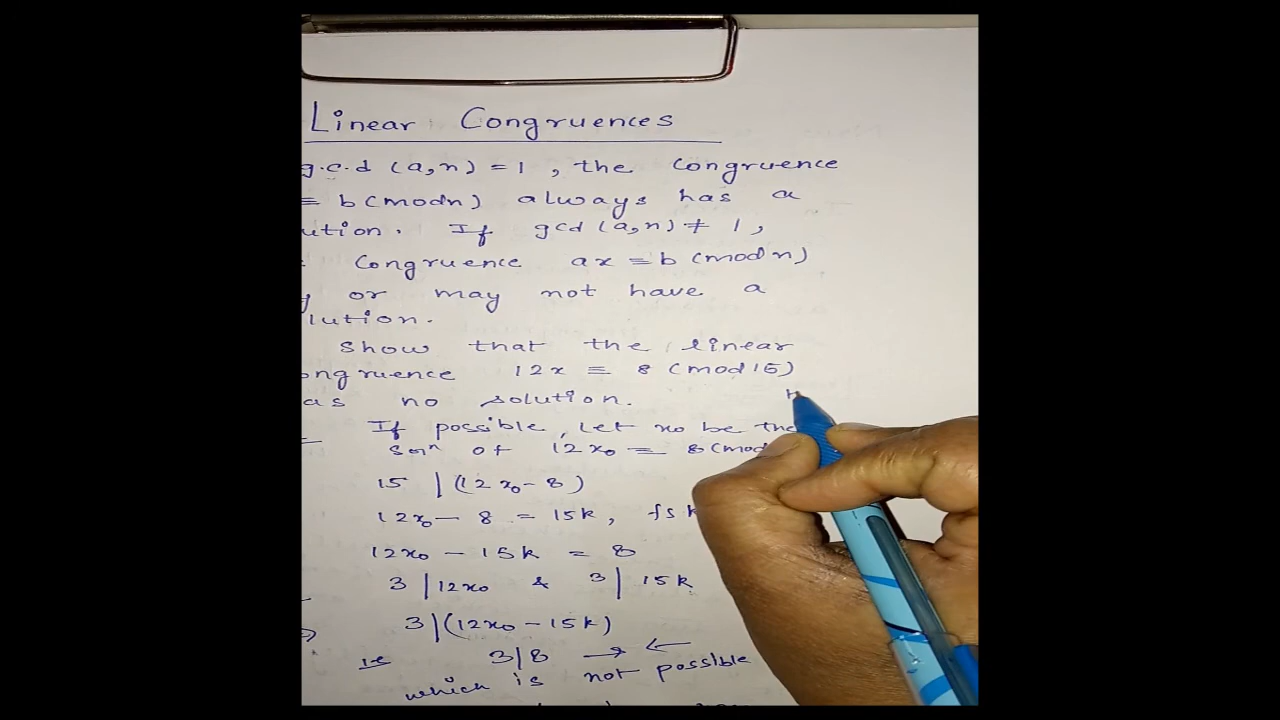 Linear Congruences
g.c.d (a,n) = 1, the congruence
≡ b(mod n) always has a
ution. If gcd (a,n) ≠ 1,
congruence ax ≡ b (mod n)
y or may not have a
lution.
Show that the linear
ongruence 12x ≡ 8 (mod 15)
as no solution.
If possible, let x₀ be the
sol<sup>n</sup> of 12x₀ ≡ 8 (mod
15 | (12x₀ - 8)
12x₀ - 8 = 15k, fsk
12x₀ - 15k = 8
3 | 12x₀ & 3 | 15k
3 | (12x₀ - 15k)
ie 3|8 →←
which is not possible